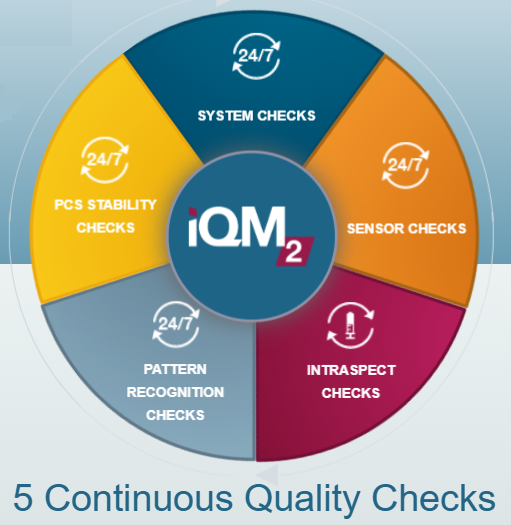 24/7
SYSTEM CHECKS
24/7
SENSOR CHECKS
INTRASPECT
CHECKS
24/7
PATTERN
RECOGNITION
CHECKS
24/7
PCS STABILITY
CHECKS
iQM2
5 Continuous Quality Checks